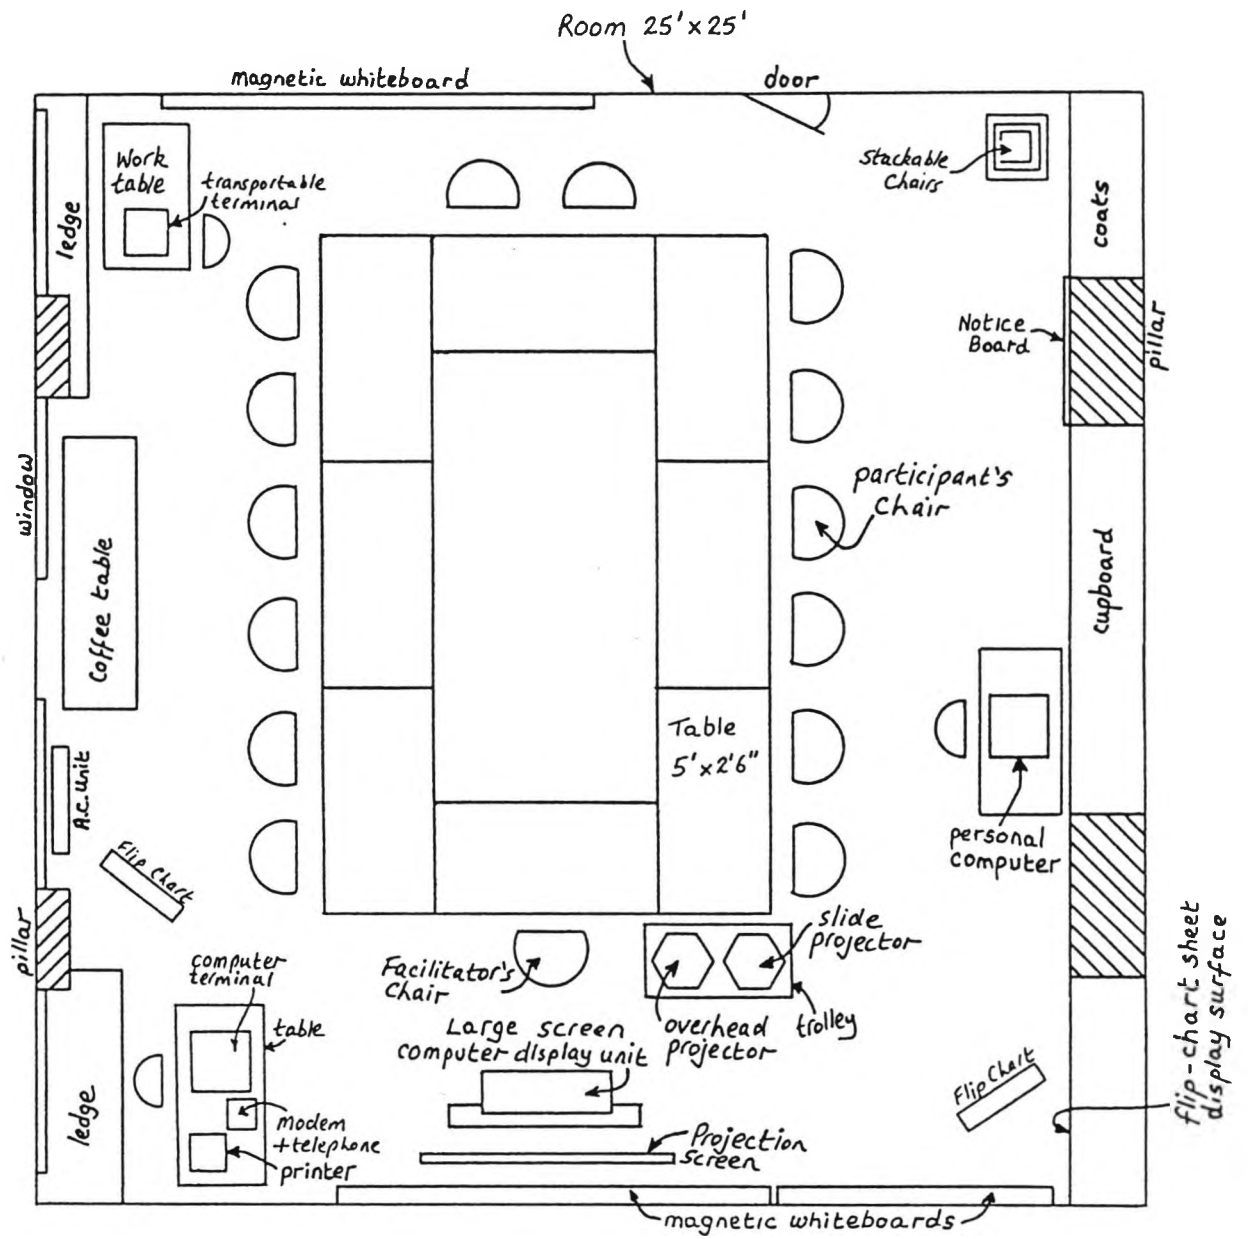 Room 25' x 25'
magnetic whiteboard
door
Work
table
transportable
terminal
ledge
Stackable
Chairs
coats
Notice
Board
pillar
window
Coffee table
participant's
Chair
cupboard
Table
5' x 2'6"
A.C. Unit
Flip Chart
personal
computer
pillar
computer
terminal
table
Facilitator's
Chair
slide
projector
Large screen
computer display unit
overhead
projector
trolley
flip-chart sheet
display surface
Flip Chart
ledge
modem
+telephone
printer
Projection
screen
magnetic whiteboards